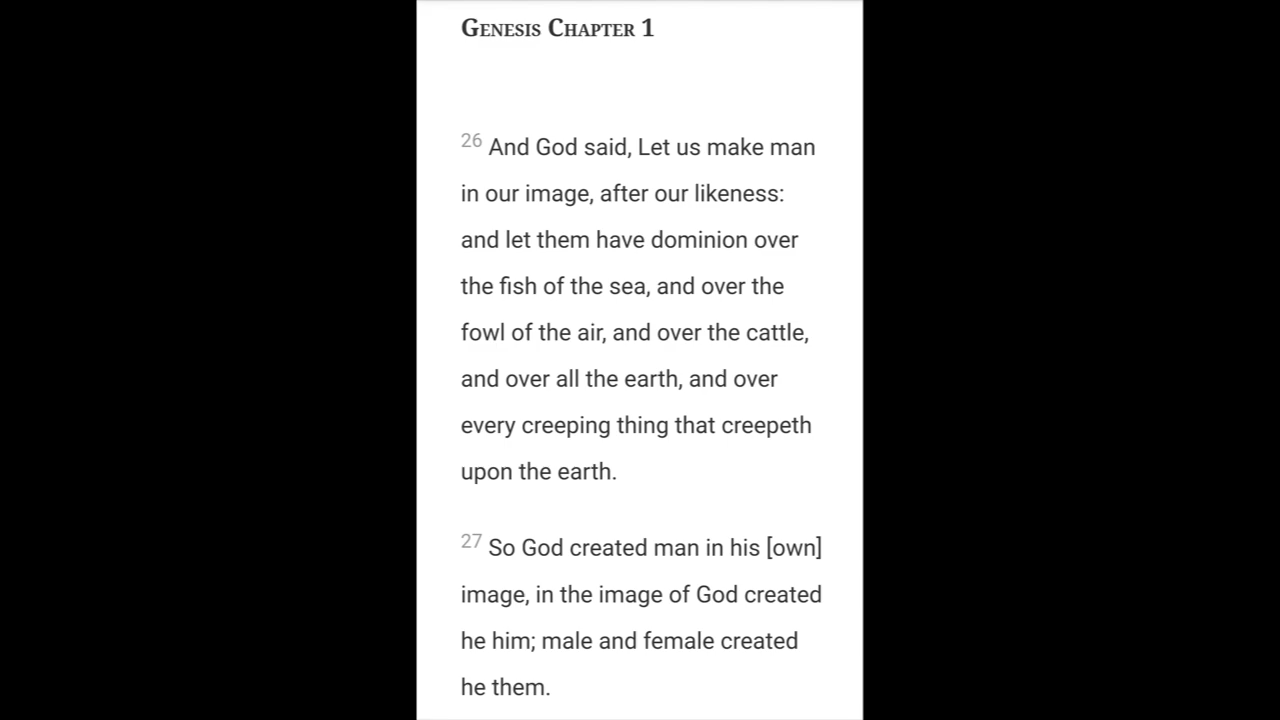 Genesis Chapter 1
26 And God said, Let us make man
in our image, after our likeness:
and let them have dominion over
the fish of the sea, and over the
fowl of the air, and over the cattle,
and over all the earth, and over
every creeping thing that creepeth
upon the earth.
27 So God created man in his [own]
image, in the image of God created
he him; male and female created
he them.